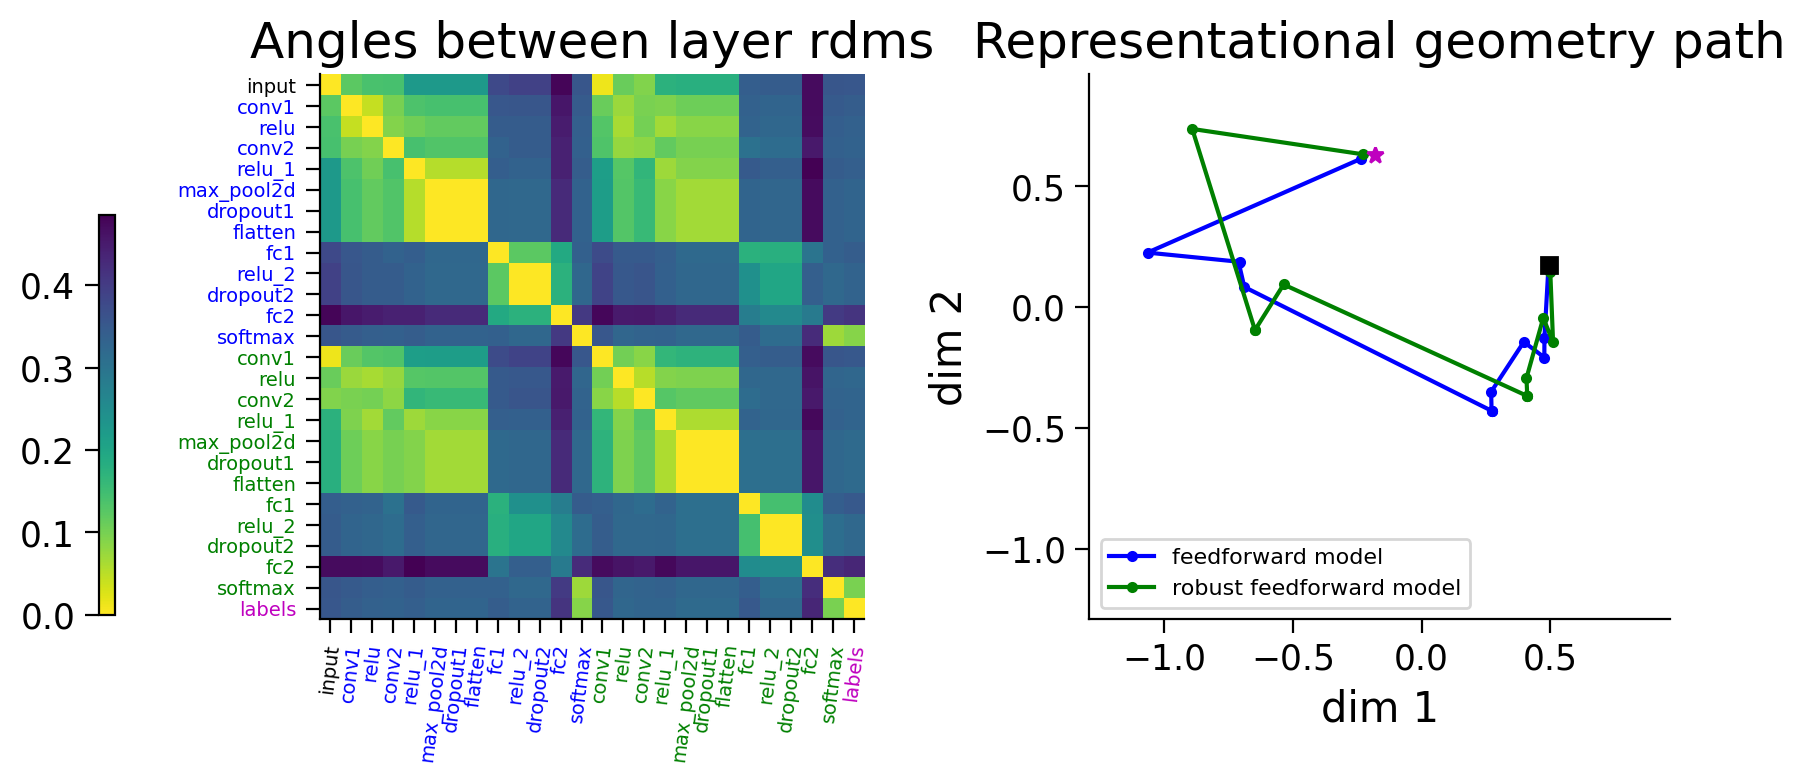 Angles between layer rdms
input
conv1
relu
conv2
relu_1
max_pool2d
dropout1
flatten
fc1
relu_2
dropout2
fc2
softmax
conv1
relu
conv2
relu_1
max_pool2d
dropout1
flatten
fc1
relu_2
dropout2
fc2
softmax
labels
0.4
0.3
0.2
0.1
0.0
input
conv1
relu
conv2
relu_1
max_pool2d
dropout1
flatten
fc1
relu_2
dropout2
fc2
softmax
conv1
relu
conv2
relu_1
max_pool2d
dropout1
flatten
fc1
relu_2
dropout2
fc2
softmax
labels
Representational geometry path
dim 2
0.5
0.0
−0.5
−1.0
feedforward model
robust feedforward model
−1.0 −0.5 0.0 0.5
dim 1